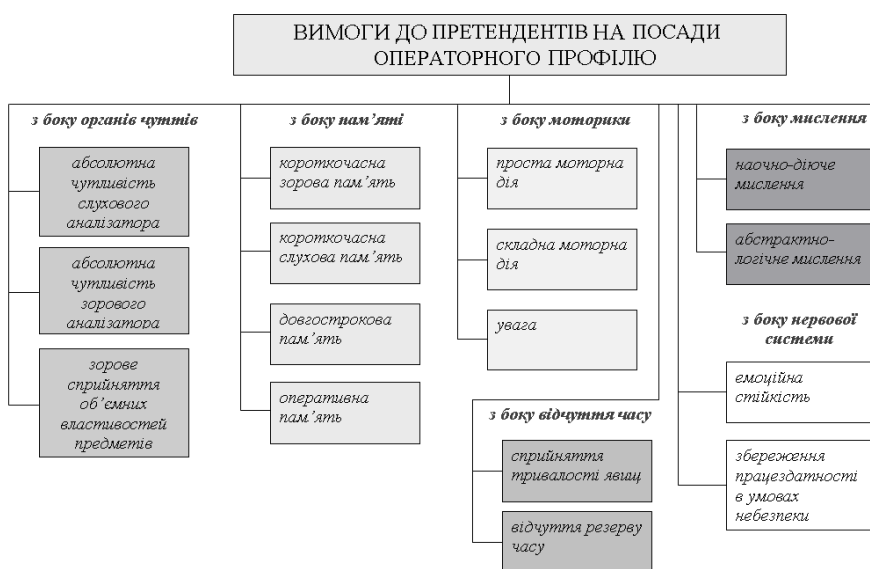 ВИМОГИ ДО ПРЕТЕНДЕНТІВ НА ПОСАДИ
ОПЕРАТОРНОГО ПРОФІЛЮ
з боку органів чуттів
абсолютна
чутливість
слухового
аналізатора
абсолютна
чутливість
зорового
аналізатора
зорове
сприйняття
об’ємних
властивостей
предметів
з боку пам’яті
короткочасна
зорова пам’ять
короткочасна
слухова пам’ять
довгострокова
пам’ять
оперативна
пам’ять
з боку моторики
проста моторна
дія
складна моторна
дія
увага
з боку відчуття часу
сприйняття
тривалості явищ
відчуття резерву
часу
з боку мислення
наочно-діюче
мислення
абстрактно-
логічне мислення
з боку нервової
системи
емоційна
стійкість
збереження
працездатності
в умовах
небезпеки